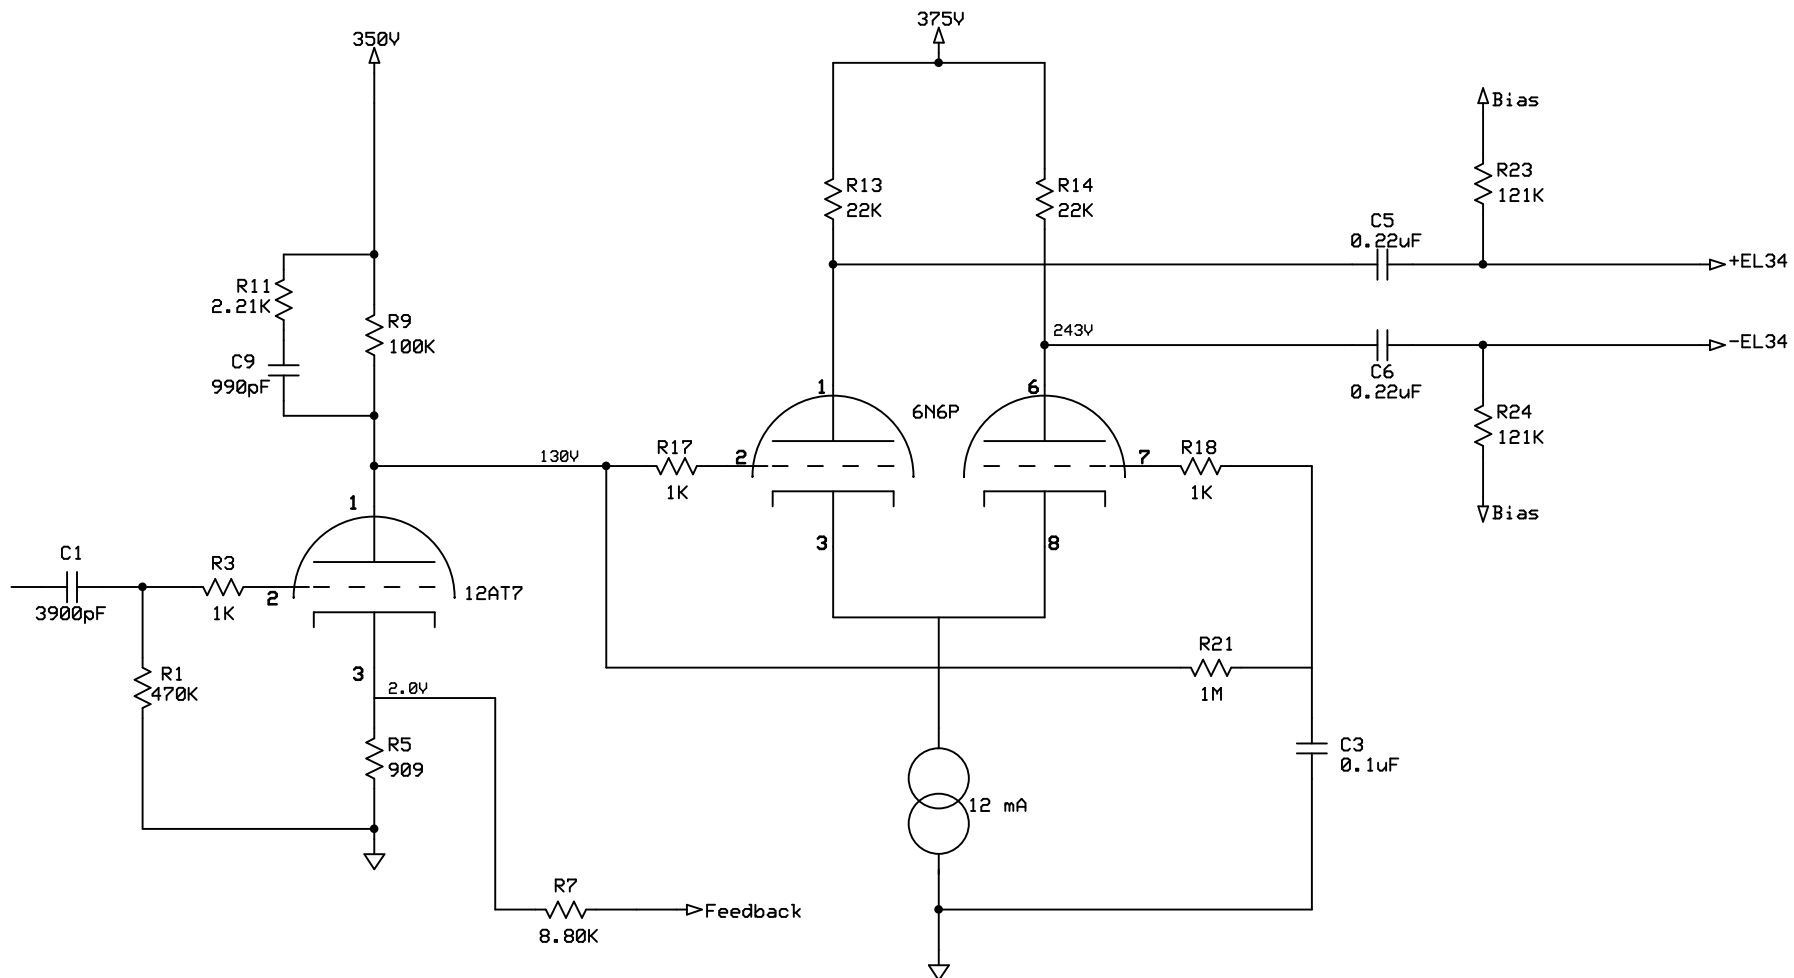 375V
350V
Bias
R13
22K
R14
22K
R23
121K
C5
0.22uF
+EL34
R11
2.21K
R9
100K
243V
-EL34
C9
990pF
C6
0.22uF
1
6
6N6P
R24
121K
130V
R17
1K
2
7
R18
1K
1
Bias
3
8
C1
3900pF
R3
1K
2
12AT7
R21
1M
3
2.0V
R1
470K
R5
909
C3
0.1uF
12 mA
R7
8.80K
Feedback